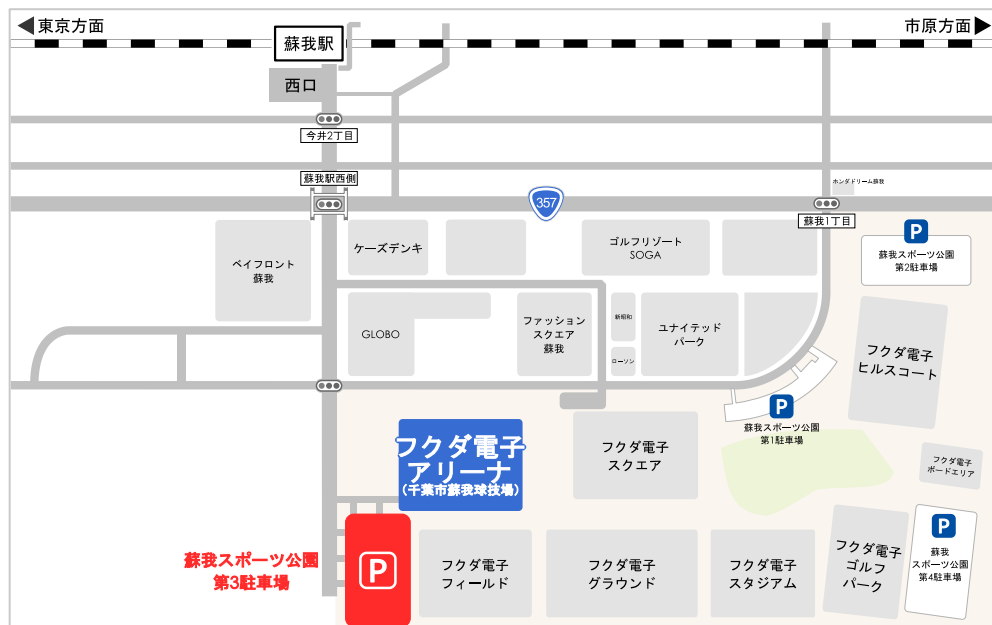 東京方面
市原方面
蘇我駅
西口
今井2丁目
蘇我駅西側
357
ホンダドリーム蘇我
蘇我1丁目
P
蘇我スポーツ公園
第2駐車場
ベイフロント
蘇我
ケーズデンキ
ゴルフリゾート
SOGA
GLOBO
ファッション
スクエア
蘇我
新昭和
ローソン
ユナイテッド
パーク
フクダ電子
ヒルスコート
P
蘇我スポーツ公園
第1駐車場
フクダ電子
アリーナ
(千葉市蘇我球技場)
フクダ電子
スクエア
フクダ電子
ボードエリア
蘇我スポーツ公園
第3駐車場
P
フクダ電子
フィールド
フクダ電子
グラウンド
フクダ電子
スタジアム
フクダ電子
ゴルフ
パーク
P
蘇我
スポーツ公園
第4駐車場